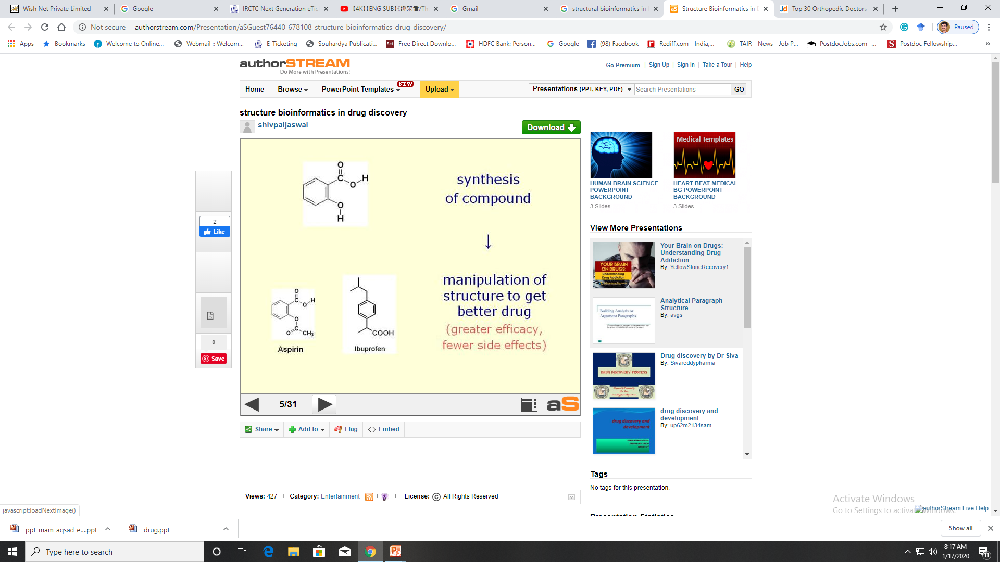 Wish Net Private Limited
Google
IRCTC Next Generation eTic
【4K】【ENG SUB】《绑架者/Th
Gmail
structural bioinformatics in
Structure Bioinformatics in
Top 30 Orthopedic Doctors
Not secure
authorstream.com/Presentation/aSGuest76440-678108-structure-bioinformatics-drug-discovery/
Paused
Apps
Bookmarks
Welcome to Online...
Webmail :: Welcom...
E-Ticketing
Souhardya Publicati...
Free Direct Downlo...
HDFC Bank: Person...
Google
(98) Facebook
Rediff.com - India,...
TAIR - News - Job P...
PostdocJobs.com -...
Postdoc Fellowship...
»
authorSTREAM
Do More with Presentations!
Go Premium | Sign Up | Sign In | Take a Tour | Help
Home
Browse
PowerPoint Templates
NEW
Upload
Presentations (PPT, KEY, PDF)
Search Presentations
GO
structure bioinformatics in drug discovery
shivpaljaswal
Download
2
Like
0
Save
O
C
O
H
O
H
synthesis
of compound
↓
manipulation of
structure to get
better drug
(greater efficacy,
fewer side effects)
O
C
O
H
O
C
O
CH3
Aspirin
COOH
Ibuprofen
5/31
aS
Share
Add to
Flag
Embed
Views: 427
Category: Entertainment
License: © All Rights Reserved
Medical Templates
HUMAN BRAIN SCIENCE
POWERPOINT
BACKGROUND
3 Slides
HEART BEAT MEDICAL
BG POWERPOINT
BACKGROUND
3 Slides
View More Presentations
YOUR BRAIN
ON DRUGS:
Understanding
Drug Addiction
Your Brain on Drugs:
Understanding Drug
Addiction
By: YellowStoneRecovery1
Building Analysis or
Argument Paragraphs
Analytical Paragraph
Structure
By: avgs
DRUG DISCOVERY PROCESS
Drug discovery by Dr Siva
By: Sivareddypharma
drug discovery and
development
drug discovery and
development
By: up62m2134sam
Tags
No tags for this presentation.
Presentation Statistics
Activate Windows
Go to Settings to activate Windows.
authorStream Live Help
javascript:loadNextImage()
ppt-mam-aqsad-e....ppt
drug.ppt
Show all
Type here to search
8:17 AM
1/17/2020
11